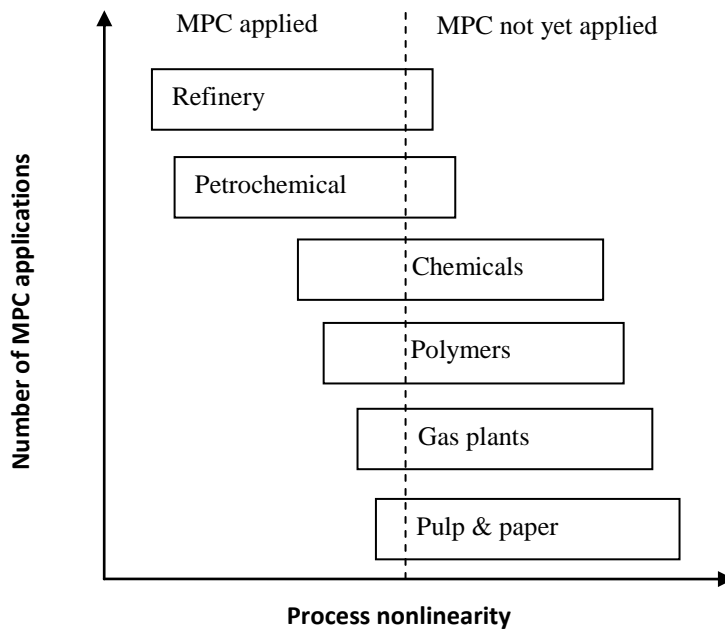 MPC applied
MPC not yet applied
Refinery
Petrochemical
Chemicals
Polymers
Gas plants
Pulp & paper
Number of MPC applications
Process nonlinearity